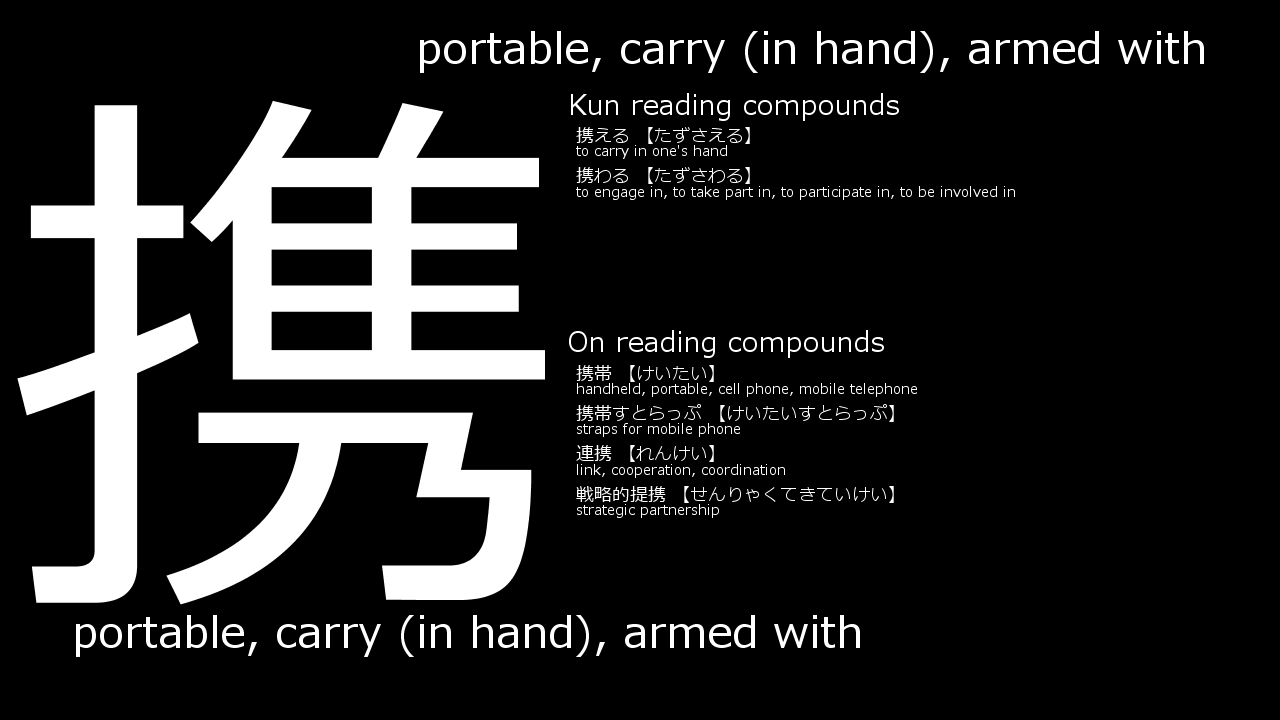 portable, carry (in hand), armed with
携
Kun reading compounds
携える 【たずさえる】
to carry in one's hand
携わる 【たずさわる】
to engage in, to take part in, to participate in, to be involved in
On reading compounds
携帯 【けいたい】
handheld, portable, cell phone, mobile telephone
携帯すとらっぷ 【けいたいすとらっぷ】
straps for mobile phone
連携 【れんけい】
link, cooperation, coordination
戦略的提携 【せんりゃくてきていけい】
strategic partnership
portable, carry (in hand), armed with